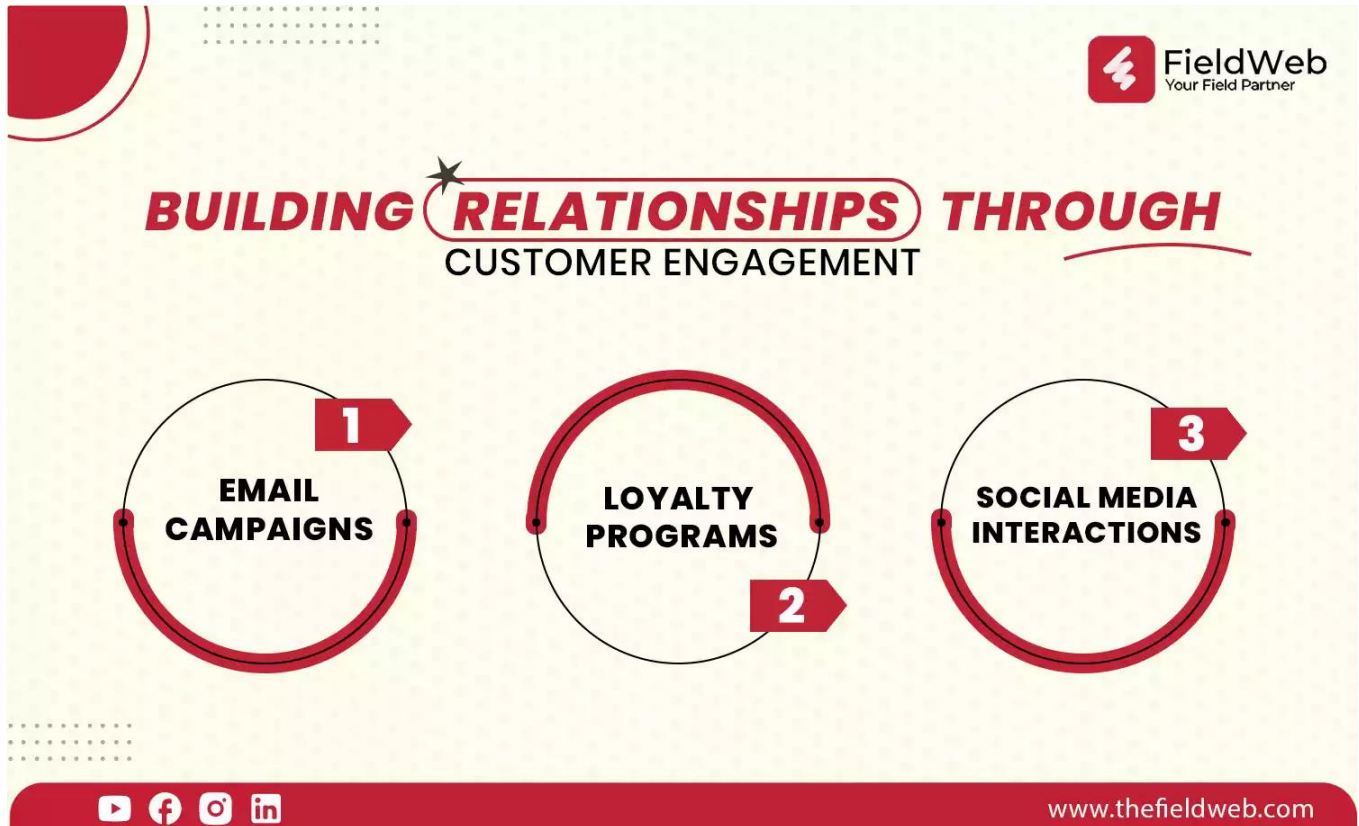 FieldWeb
Your Field Partner
BUILDING RELATIONSHIPS THROUGH
CUSTOMER ENGAGEMENT
1
EMAIL
CAMPAIGNS
LOYALTY
PROGRAMS
2
3
SOCIAL MEDIA
INTERACTIONS
in
www.thefieldweb.com